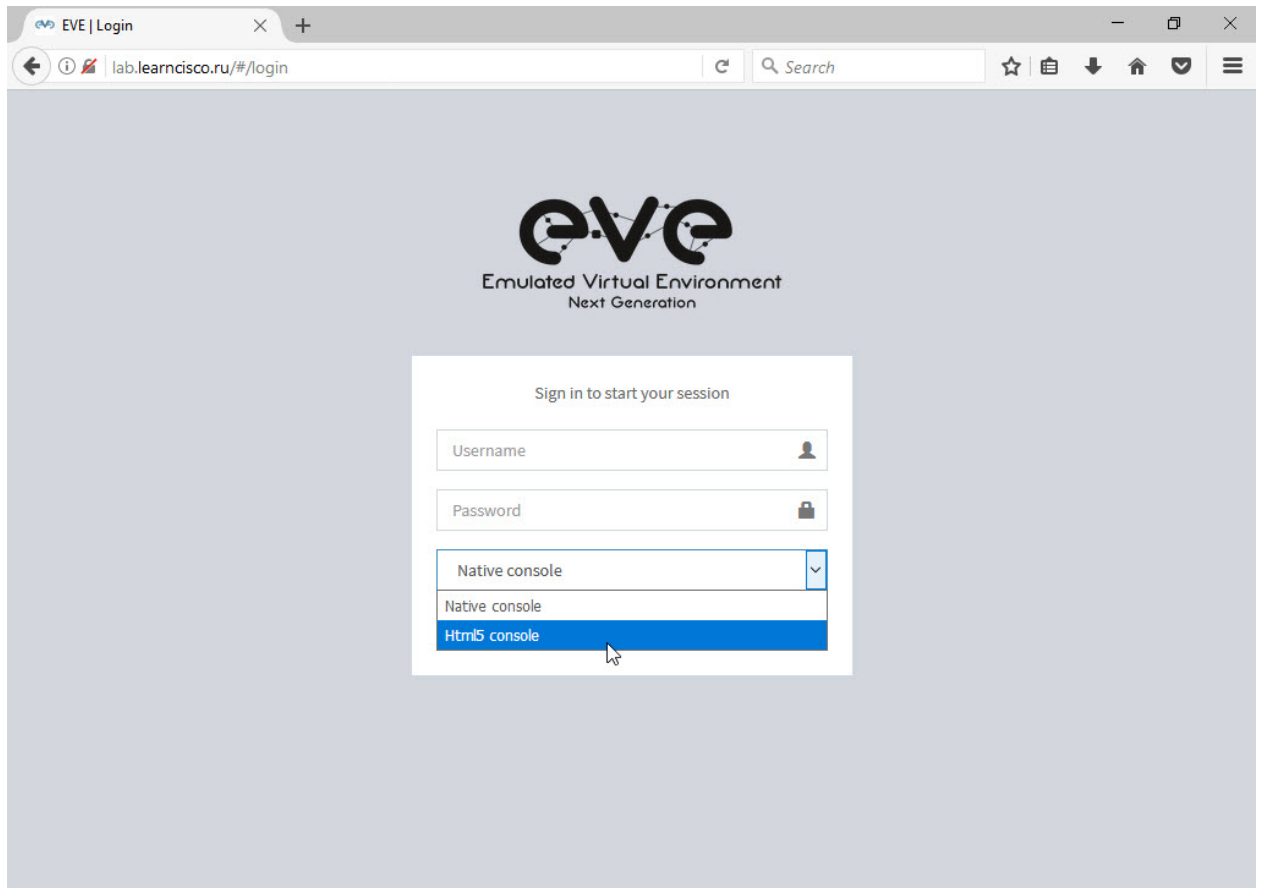 EVE | Login
lab.learncisco.ru/#/login
Search
eve
Emulated Virtual Environment
Next Generation
Sign in to start your session
Username
Password
Native console
Native console
Html5 console